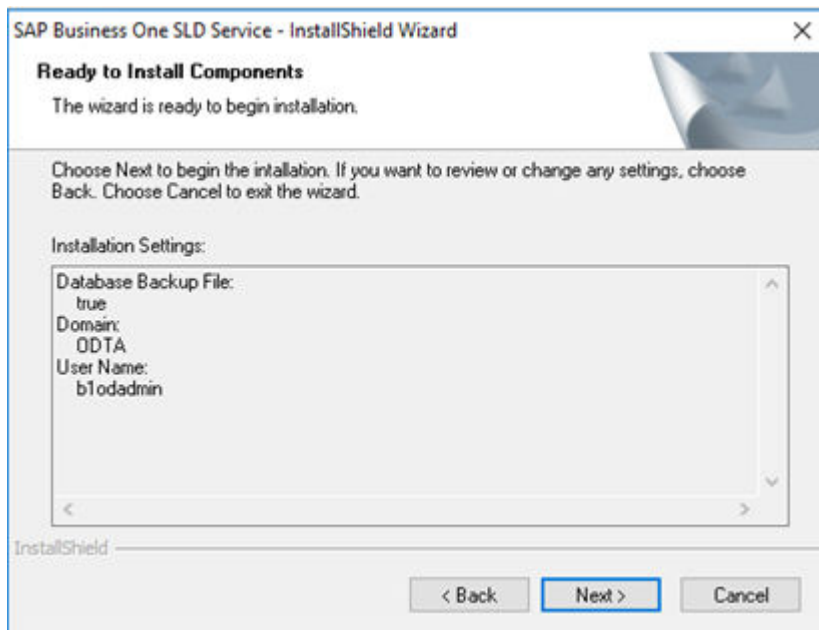 SAP Business One SLD Service - InstallShield Wizard
Ready to Install Components
The wizard is ready to begin installation.
Choose Next to begin the intallation. If you want to review or change any settings, choose
Back. Choose Cancel to exit the wizard.
Installation Settings:
Database Backup File:
true
Domain:
ODTA
User Name:
b1odadmin
InstallShield
< Back Next > Cancel